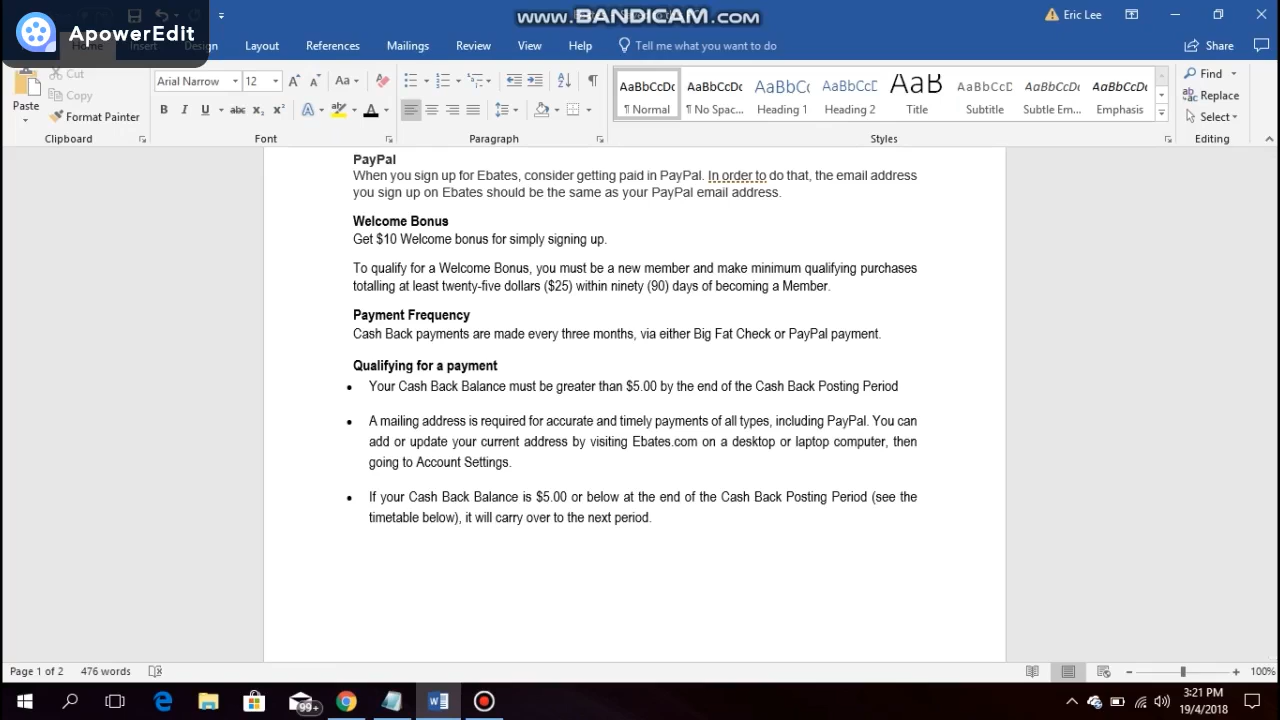 www.BANDICAM.com
Eric Lee
ApowerEdit
Home Insert Design Layout References Mailings Review View Help Tell me what you want to do Share
Cut
Copy
Format Painter
Paste
Arial Narrow 12
Clipboard Font Paragraph Styles Editing
AaBbCcDc AaBbCcDc AaBbCc AaBbCcD AaB AaBbCcD AaBbCcDc AaBbCcDc
¶ Normal ¶ No Spac... Heading 1 Heading 2 Title Subtitle Subtle Em... Emphasis
Find
Replace
Select
PayPal
When you sign up for Ebates, consider getting paid in PayPal. In order to do that, the email address
you sign up on Ebates should be the same as your PayPal email address.
Welcome Bonus
Get $10 Welcome bonus for simply signing up.
To qualify for a Welcome Bonus, you must be a new member and make minimum qualifying purchases
totalling at least twenty-five dollars ($25) within ninety (90) days of becoming a Member.
Payment Frequency
Cash Back payments are made every three months, via either Big Fat Check or PayPal payment.
Qualifying for a payment
• Your Cash Back Balance must be greater than $5.00 by the end of the Cash Back Posting Period
• A mailing address is required for accurate and timely payments of all types, including PayPal. You can
add or update your current address by visiting Ebates.com on a desktop or laptop computer, then
going to Account Settings.
• If your Cash Back Balance is $5.00 or below at the end of the Cash Back Posting Period (see the
timetable below), it will carry over to the next period.
Page 1 of 2 476 words 100%
99+
3:21 PM
19/4/2018